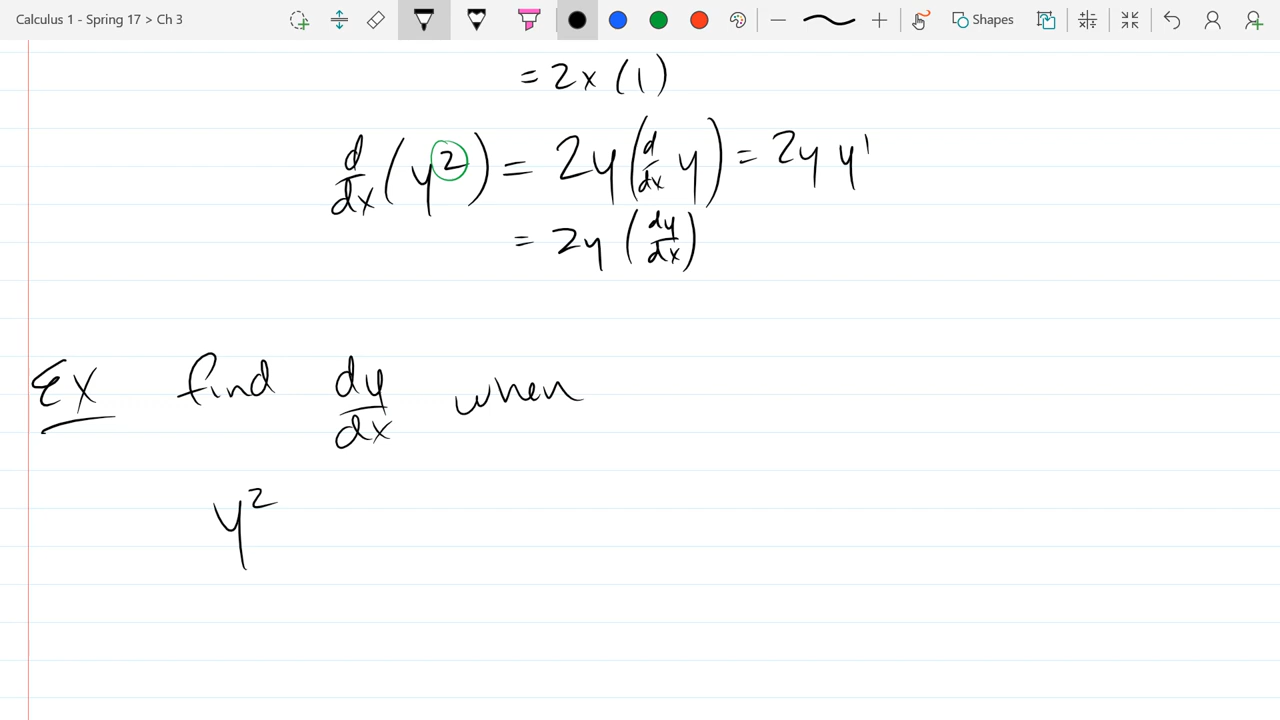 Calculus 1 - Spring 17 > Ch 3
Shapes
= 2x (1)
d/dx (y²) = 2y (d/dx y) = 2y y'
= 2y (dy/dx)
Ex find dy/dx when
y²